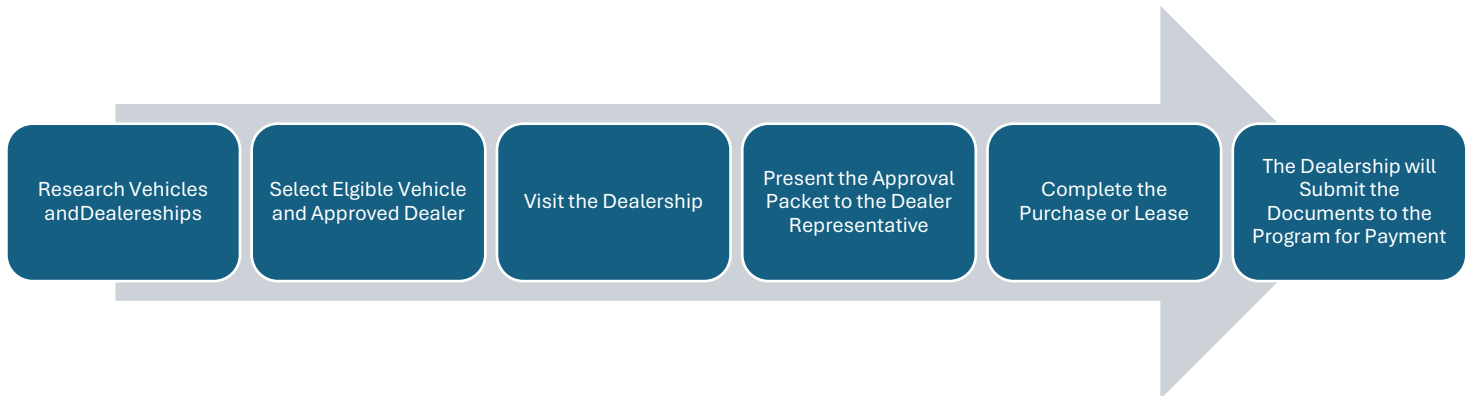 Research Vehicles
andDealereships
Select Elgible Vehicle
and Approved Dealer
Visit the Dealership
Present the Approval
Packet to the Dealer
Representative
Complete the
Purchase or Lease
The Dealership will
Submit the
Documents to the
Program for Payment